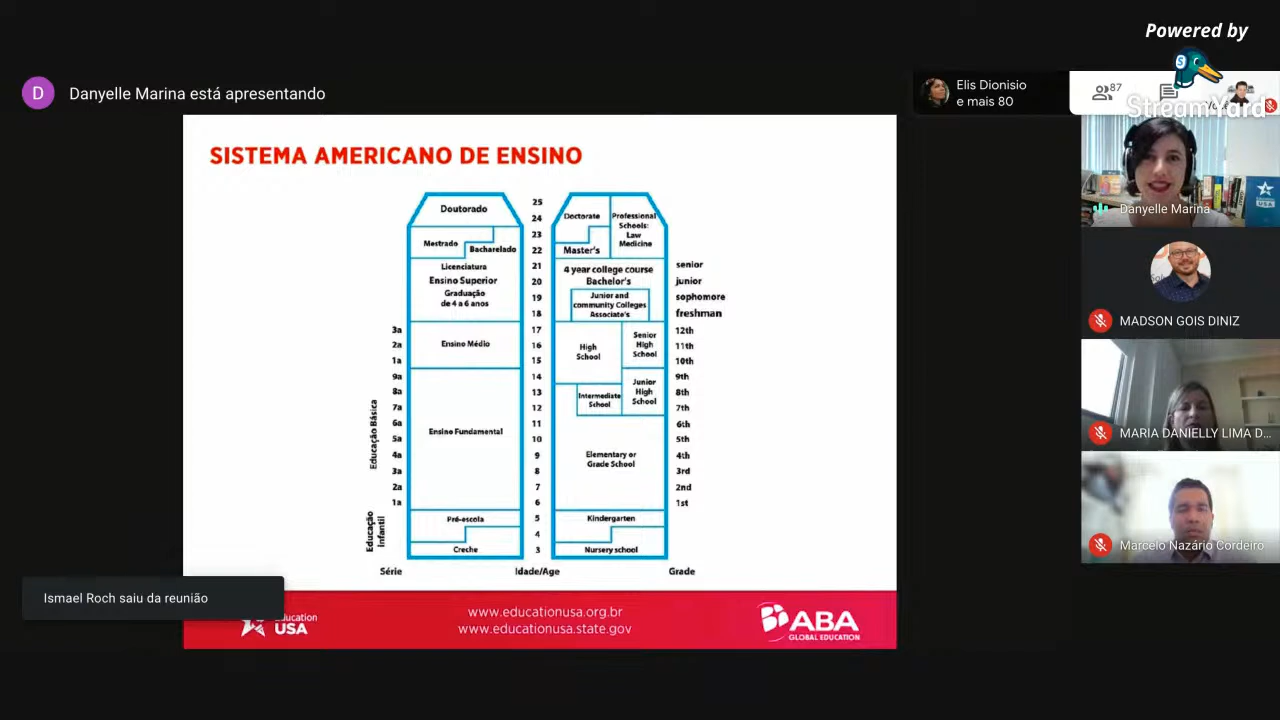 Powered by
StreamYard
D
Danyelle Marina está apresentando
Elis Dionisio
e mais 80
87
SISTEMA AMERICANO DE ENSINO
Doutorado
Mestrado
Bacharelado
Licenciatura
Ensino Superior
Graduação
de 4 a 6 anos
Ensino Médio
Ensino Fundamental
Pré-escola
Creche
3a
2a
1a
9a
8a
7a
6a
5a
4a
3a
2a
1a
Educação Básica
Educação
Infantil
Série
25
24
23
22
21
20
19
18
17
16
15
14
13
12
11
10
9
8
7
6
5
4
3
Idade/Age
Doctorate
Professional
Schools:
Law
Medicine
Master's
4 year college course
Bachelor's
Junior and
community Colleges
Associate's
High
School
Senior
High
School
Intermediate
School
Junior
High
School
Elementary or
Grade School
Kindergarten
Nursery school
senior
junior
sophomore
freshman
12th
11th
10th
9th
8th
7th
6th
5th
4th
3rd
2nd
1st
Grade
Danyelle Marina
EDUCATION
USA
MADSON GOIS DINIZ
MARIA DANIELLY LIMA D...
Marcelo Nazário Cordeiro
Ismael Roch saiu da reunião
ucation
USA
www.educationusa.org.br
www.educationusa.state.gov
ABA
GLOBAL EDUCATION